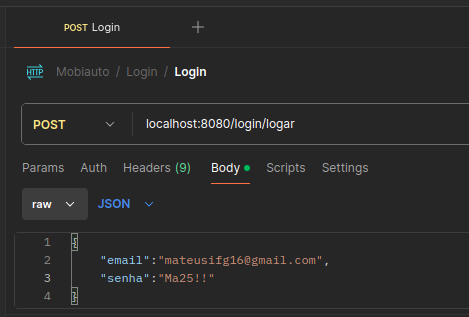 POST Login +
HTTP Mobiauto / Login / Login
POST localhost:8080/login/logar
Params Auth Headers (9) Body Scripts Settings
raw JSON
1 {
2 "email":"mateusifg16@gmail.com",
3 "senha":"Ma25!!"
4 }